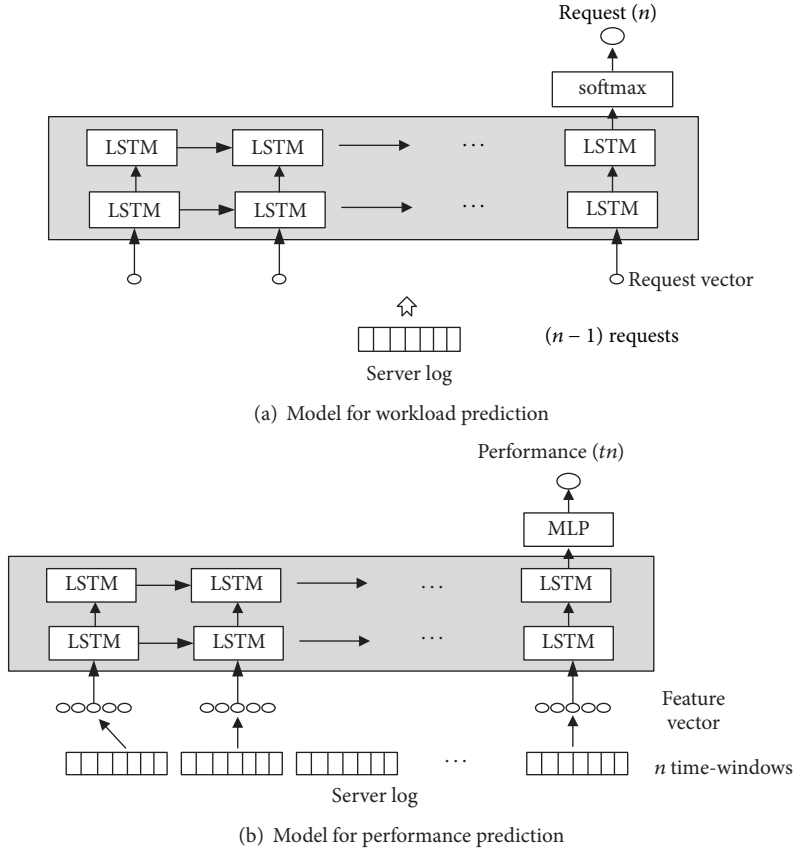 Request (n)
softmax
LSTM LSTM ... LSTM
LSTM LSTM ... LSTM
Request vector
(n − 1) requests
Server log
(a) Model for workload prediction
Performance (tn)
MLP
LSTM LSTM ... LSTM
LSTM LSTM ... LSTM
Feature
vector
n time-windows
...
Server log
(b) Model for performance prediction